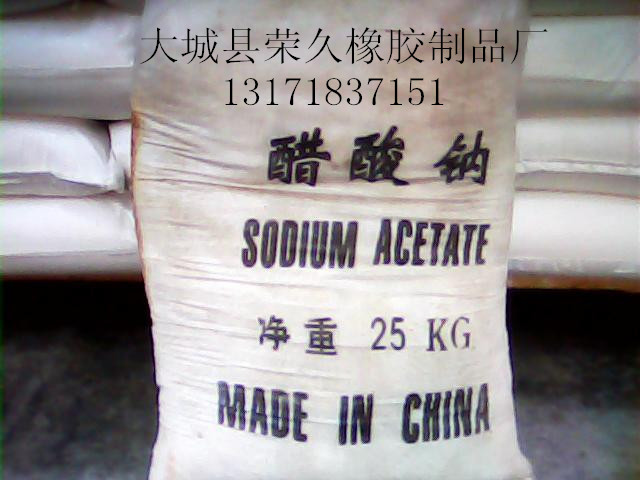 大城县荣久橡胶制品厂
13171837151
醋酸钠
SODIUM ACETATE
净重 25 KG
MADE IN CHINA